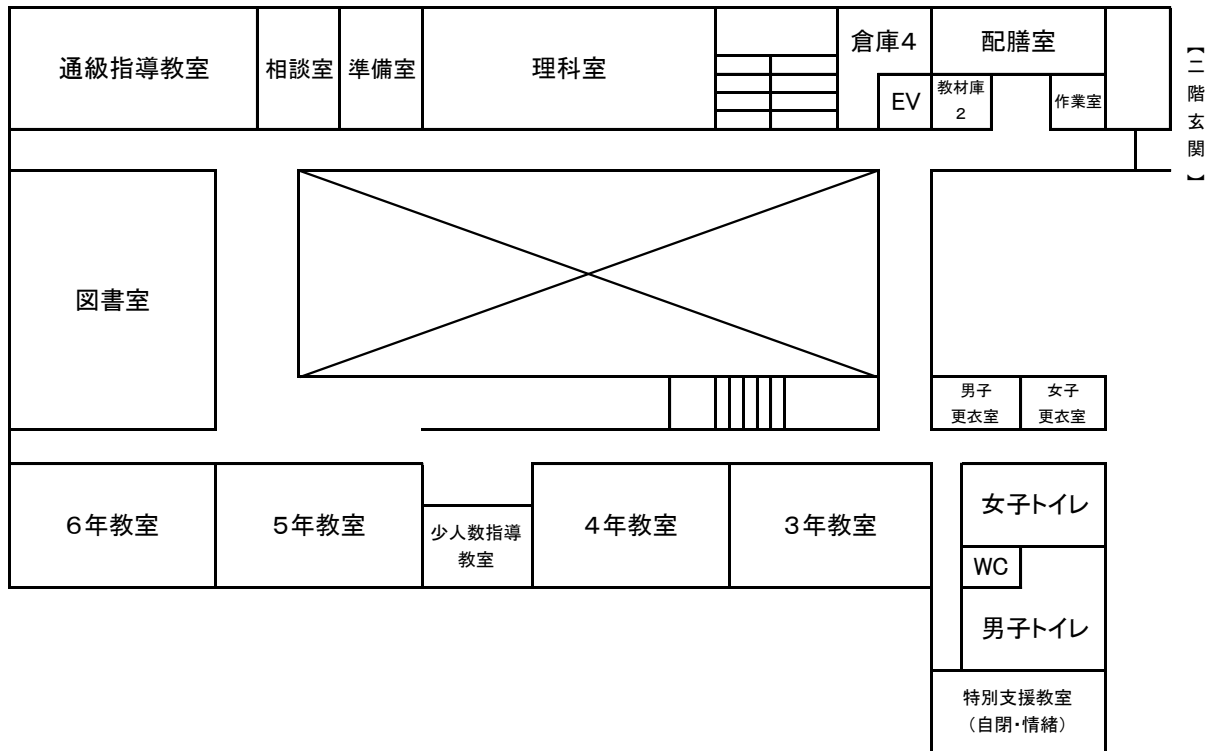 通級指導教室
相談室
準備室
理科室
倉庫4
配膳室
EV
教材庫
2
作業室
【二階玄関】
図書室
男子
更衣室
女子
更衣室
6年教室
5年教室
少人数指導
教室
4年教室
3年教室
女子トイレ
WC
男子トイレ
特別支援教室
(自閉・情緒)